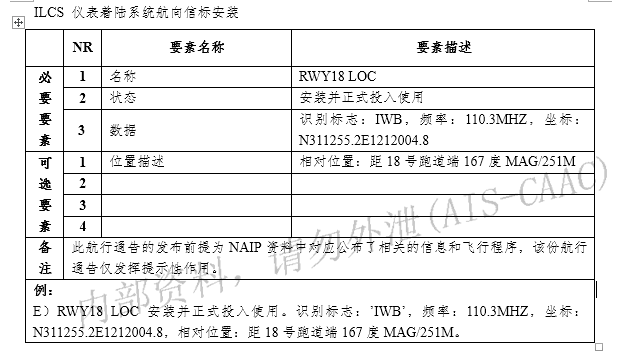 ILCS 仪表着陆系统航向信标安装
NR 要素名称 要素描述
必要要素
1 名称 RWY18 LOC
2 状态 安装并正式投入使用
3 数据 识别标志：IWB，频率：110.3MHZ，坐标：
N311255.2E1212004.8
可选要素
1 位置描述 相对位置：距 18 号跑道端 167 度 MAG/251M
2
3
4
备注
此航行通告的发布前提为 NAIP 资料中对应公布了相关的信息和飞行程序，该份航行
通告仅发挥提示性作用。
例：
E）RWY18 LOC 安装并正式投入使用。识别标志：'IWB'，频率：110.3MHZ，坐标：
N311255.2E1212004.8，相对位置：距 18 号跑道端 167 度 MAG/251M。
内部资料，请勿外泄(AIS-CAAC)